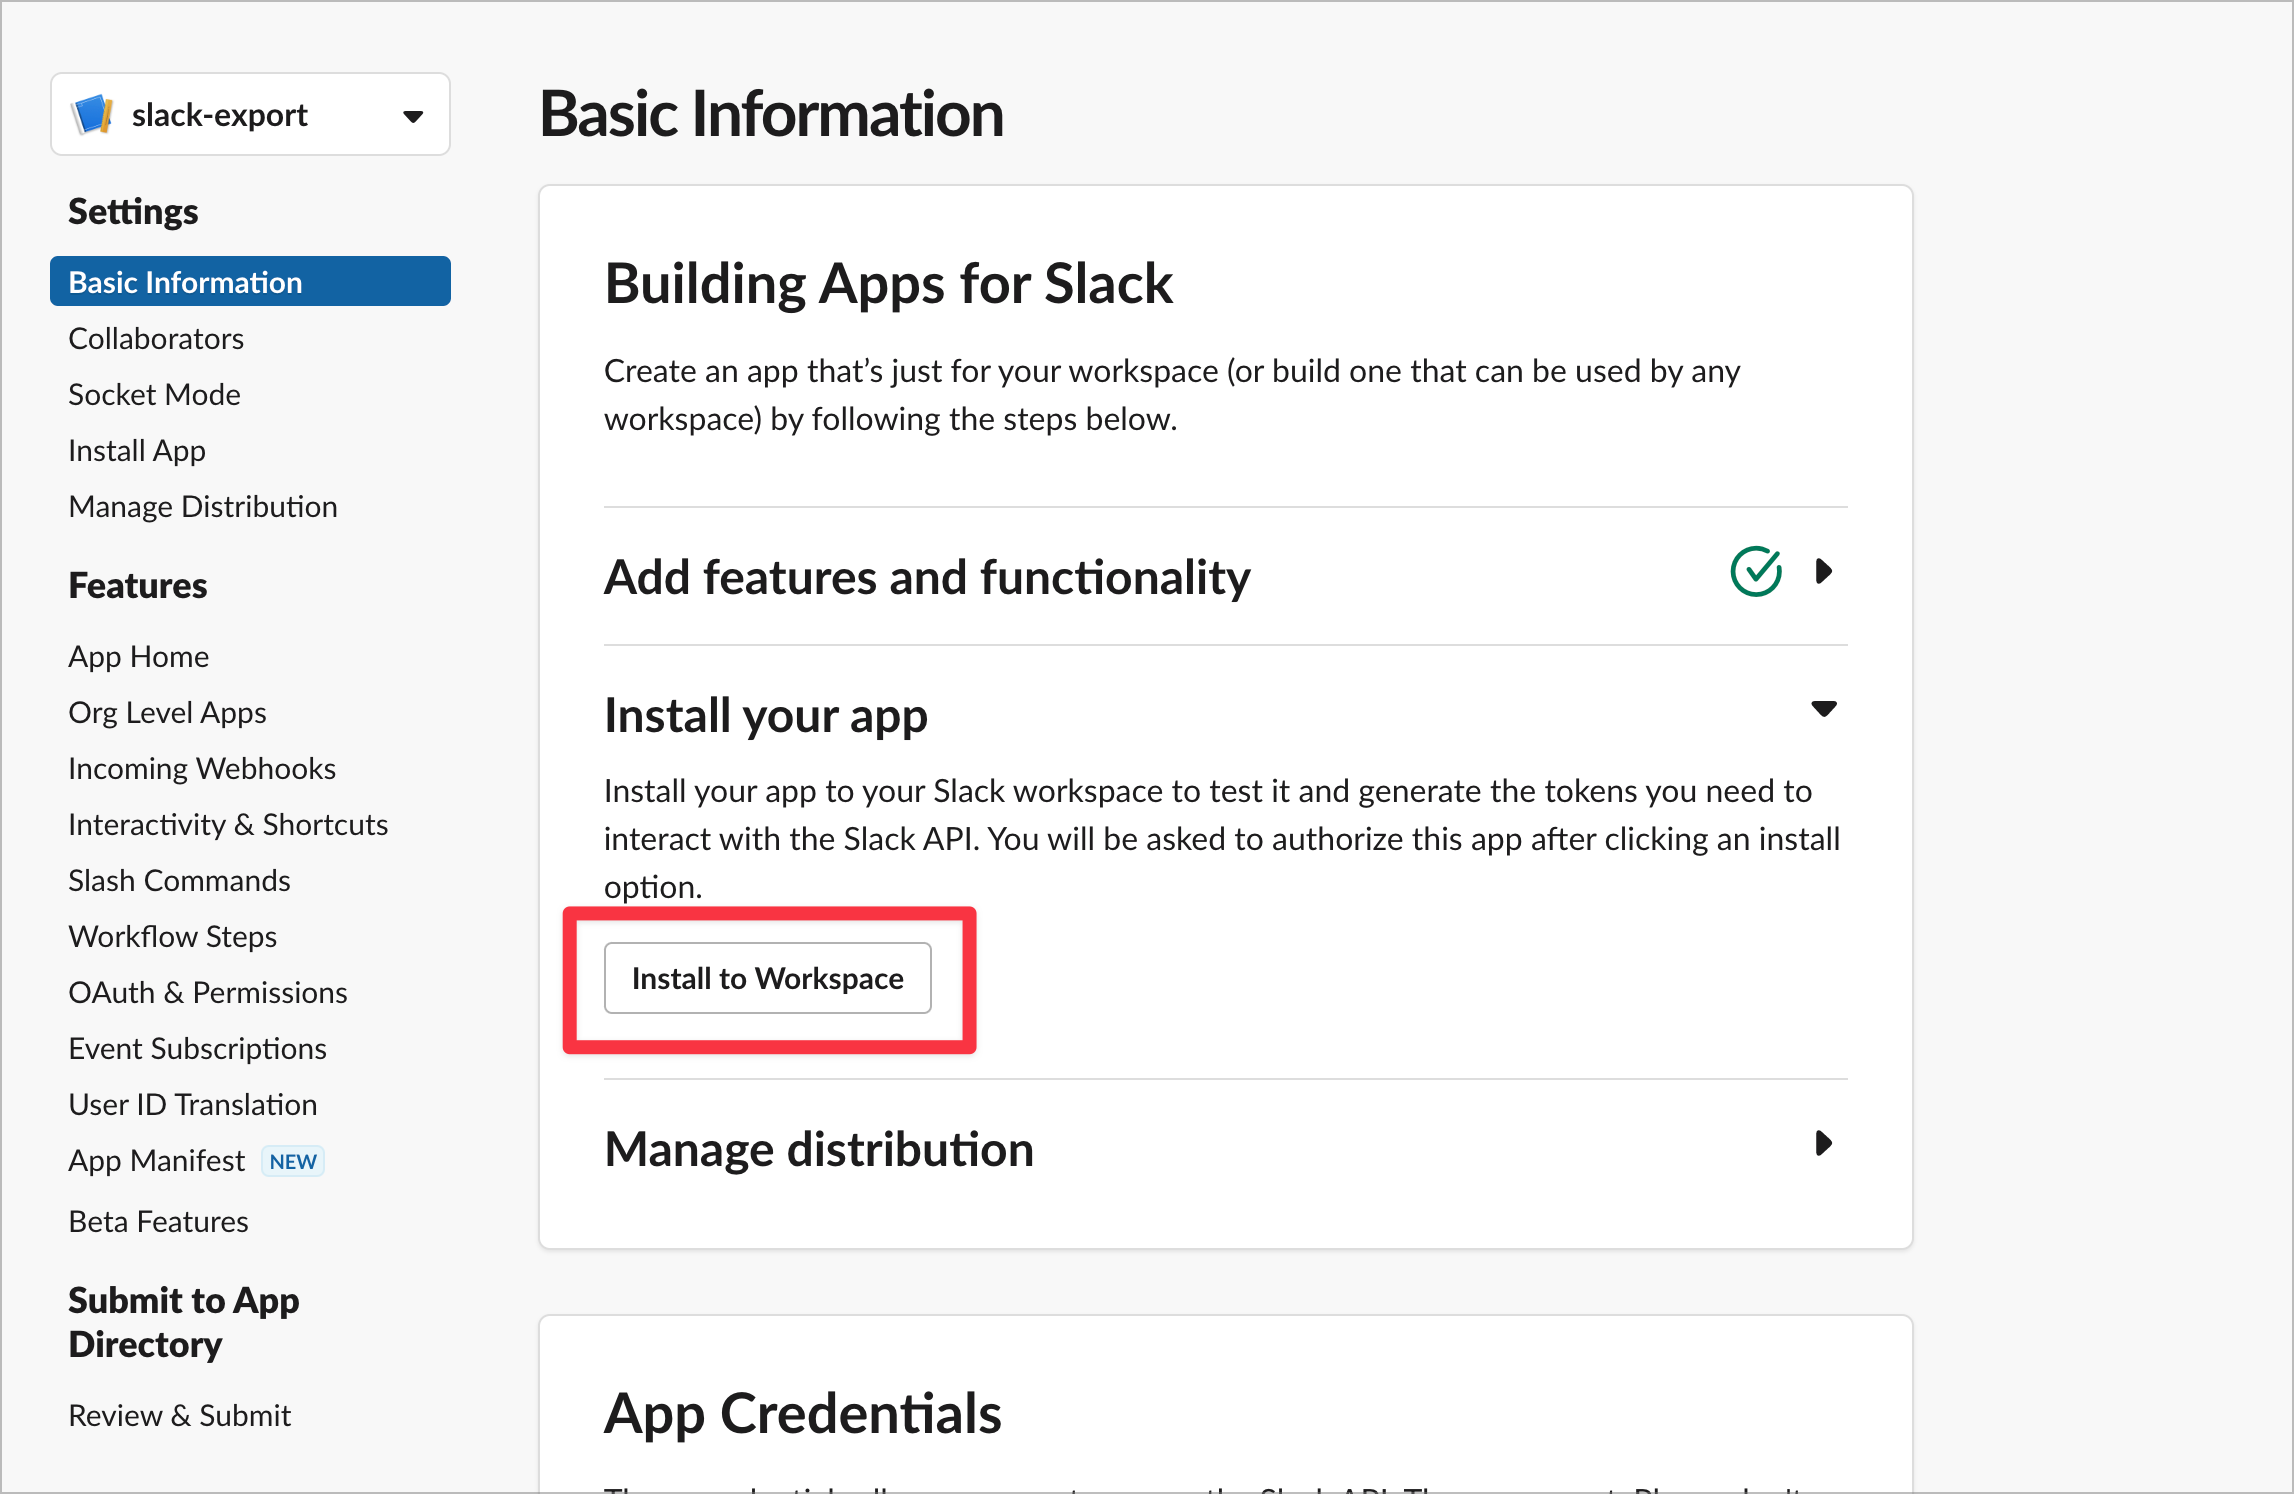 slack-export
Settings
Basic Information
Collaborators
Socket Mode
Install App
Manage Distribution
Features
App Home
Org Level Apps
Incoming Webhooks
Interactivity & Shortcuts
Slash Commands
Workflow Steps
OAuth & Permissions
Event Subscriptions
User ID Translation
App Manifest NEW
Beta Features
Submit to App
Directory
Review & Submit
Basic Information
Building Apps for Slack
Create an app that’s just for your workspace (or build one that can be used by any
workspace) by following the steps below.
Add features and functionality
Install your app
Install your app to your Slack workspace to test it and generate the tokens you need to
interact with the Slack API. You will be asked to authorize this app after clicking an install
option.
Install to Workspace
Manage distribution
App Credentials